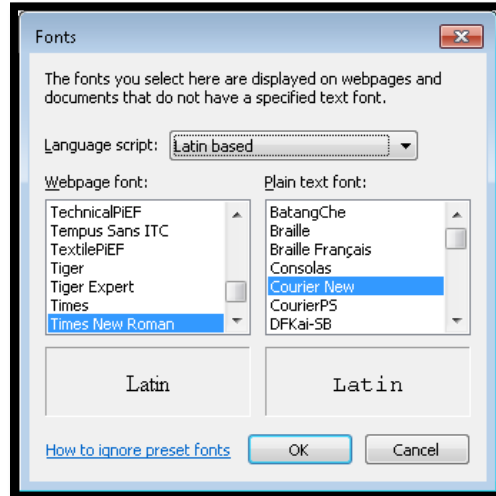 Fonts
The fonts you select here are displayed on webpages and
documents that do not have a specified text font.
Language script: Latin based
Webpage font:
TechnicalPiEF
Tempus Sans ITC
TextilePiEF
Tiger
Tiger Expert
Times
Times New Roman
Latin
Plain text font:
BatangChe
Braille
Braille Français
Consolas
Courier New
CourierPS
DFKai-SB
Latin
How to ignore preset fonts
OK
Cancel